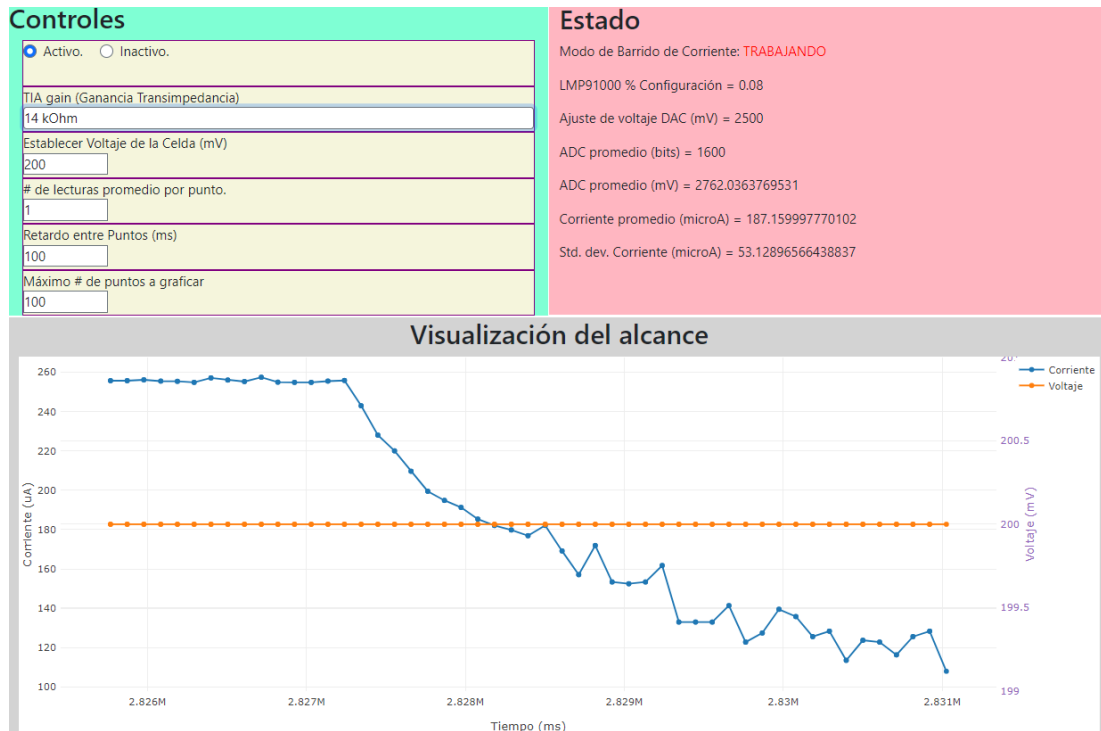 Controles
Activo. Inactivo.
TIA gain (Ganancia Transimpedancia)
14 kOhm
Establecer Voltaje de la Celda (mV)
200
# de lecturas promedio por punto.
1
Retardo entre Puntos (ms)
100
Máximo # de puntos a graficar
100
Estado
Modo de Barrido de Corriente: TRABAJANDO
LMP91000 % Configuración = 0.08
Ajuste de voltaje DAC (mV) = 2500
ADC promedio (bits) = 1600
ADC promedio (mV) = 2762.0363769531
Corriente promedio (microA) = 187.159997770102
Std. dev. Corriente (microA) = 53.12896566438837
Visualización del alcance
Corriente
Voltaje
260
240
220
200
180
160
140
120
100
Corriente (uA)
200.5
200
199.5
199
Voltaje (mV)
2.826M 2.827M 2.828M 2.829M 2.83M 2.831M
Tiempo (ms)